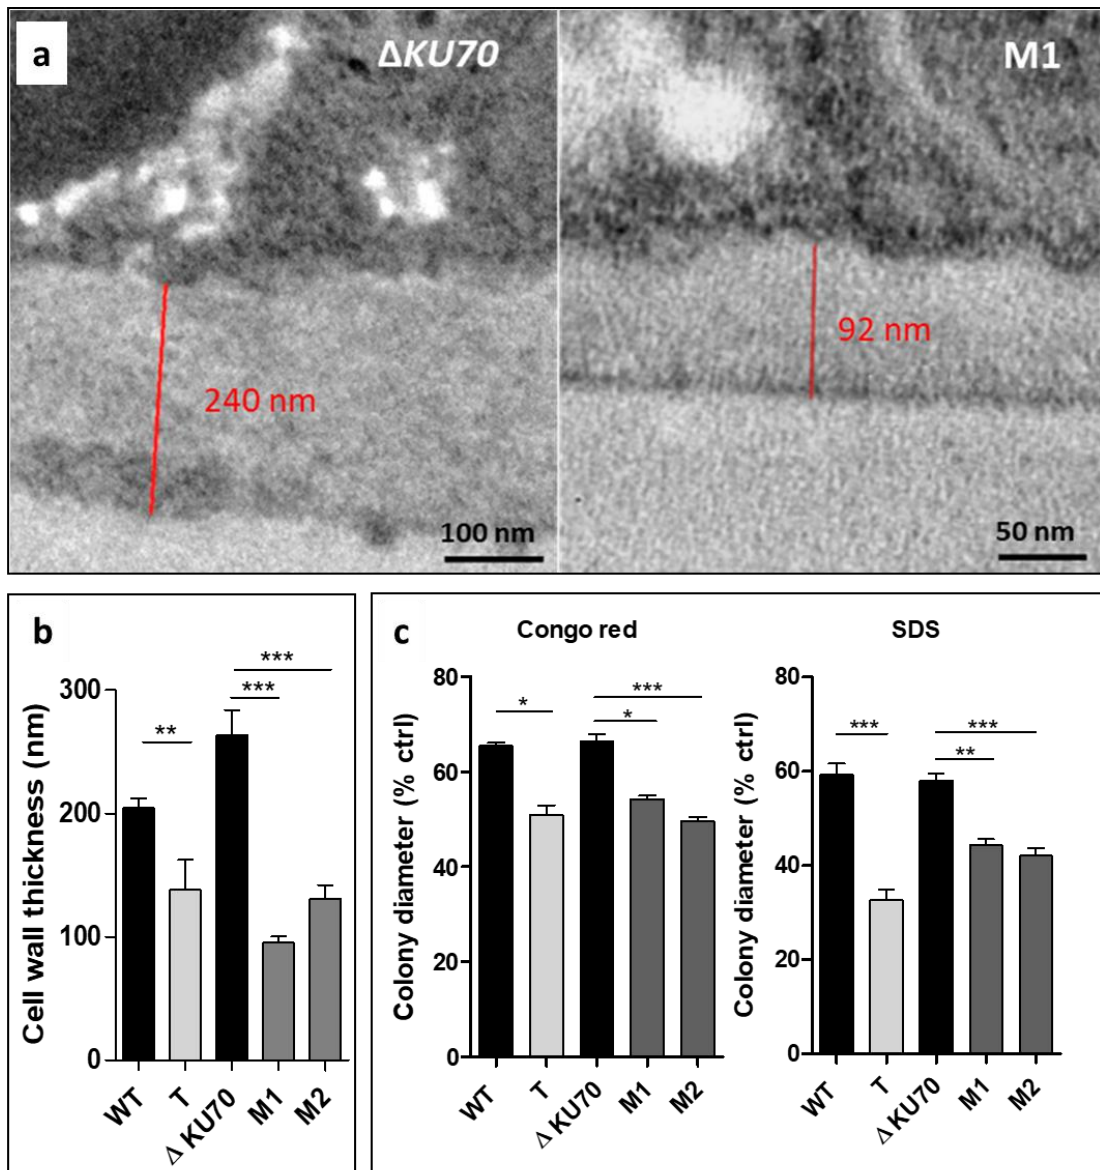 a
ΔKU70
M1
240 nm
92 nm
100 nm
50 nm
b
Cell wall thickness (nm)
300
200
100
0
**
***
***
WT
T
Δ KU70
M1
M2
c
Congo red
Colony diameter (% ctrl)
80
60
40
20
0
*
***
*
WT
T
Δ KU70
M1
M2
SDS
Colony diameter (% ctrl)
80
60
40
20
0
***
***
**
WT
T
Δ KU70
M1
M2